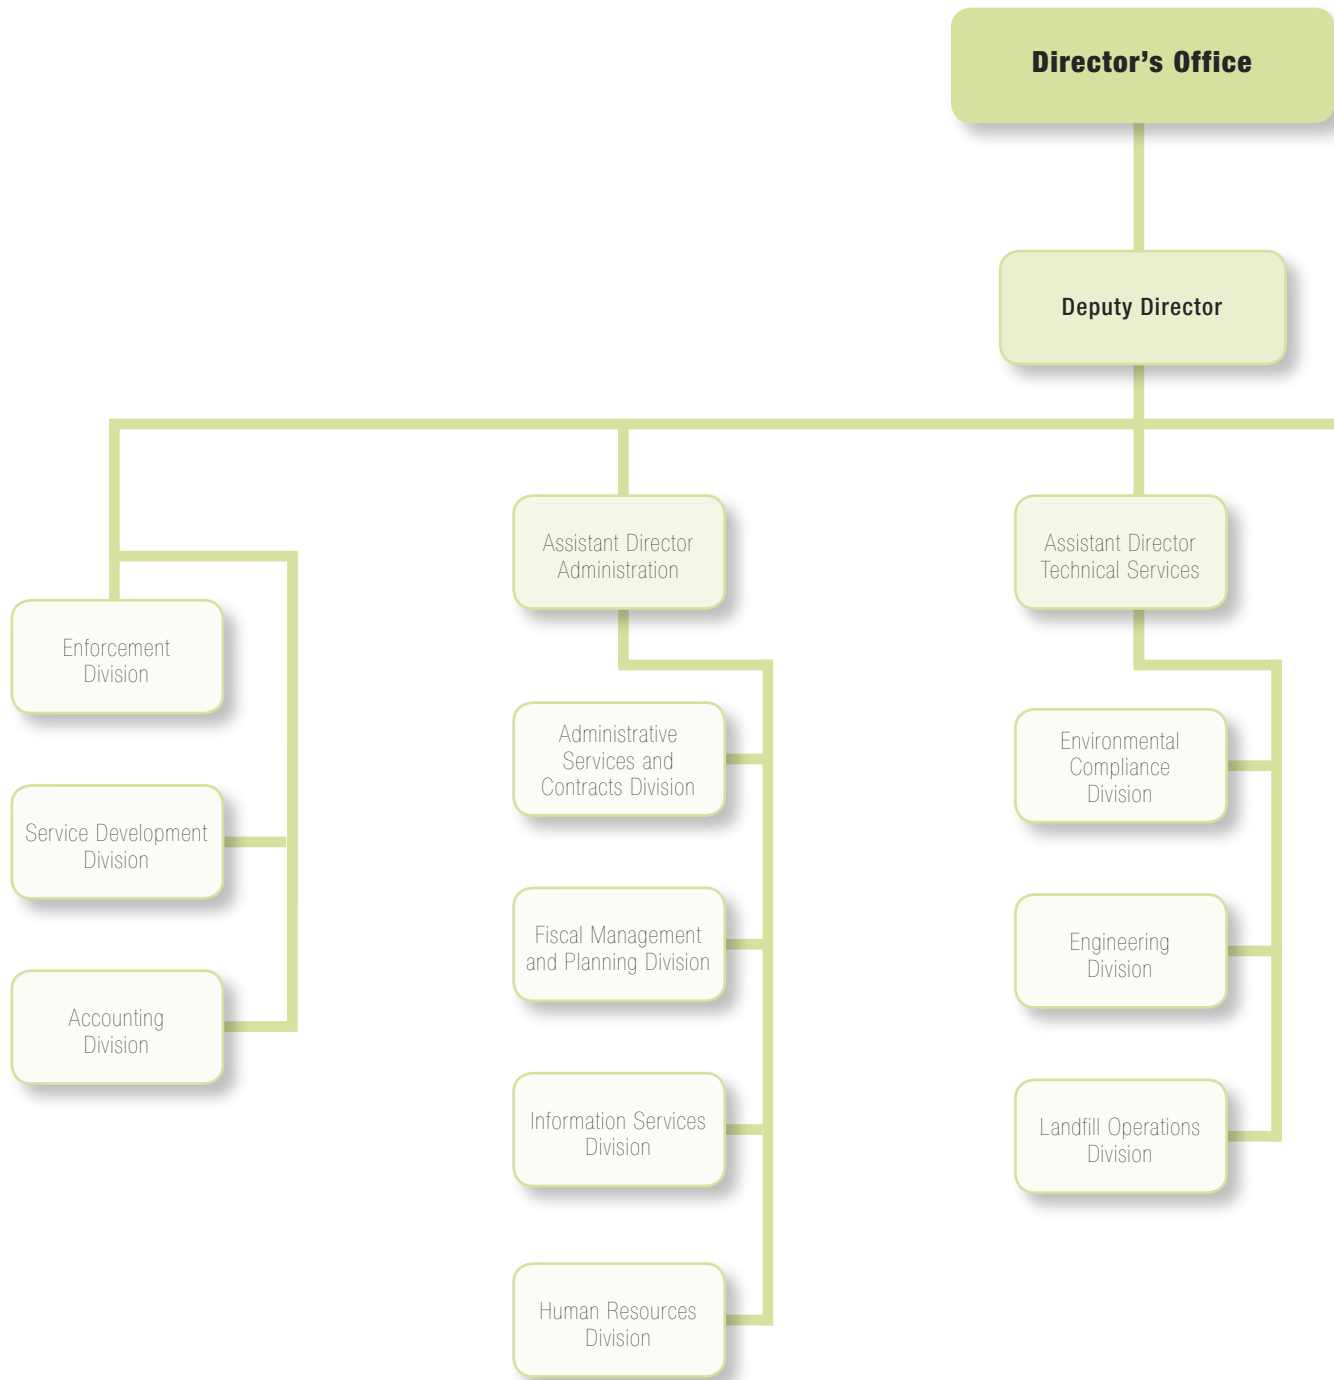 Director’s Office
Deputy Director
Enforcement
Division
Service Development
Division
Accounting
Division
Assistant Director
Administration
Administrative
Services and
Contracts Division
Fiscal Management
and Planning Division
Information Services
Division
Human Resources
Division
Assistant Director
Technical Services
Environmental
Compliance
Division
Engineering
Division
Landfill Operations
Division